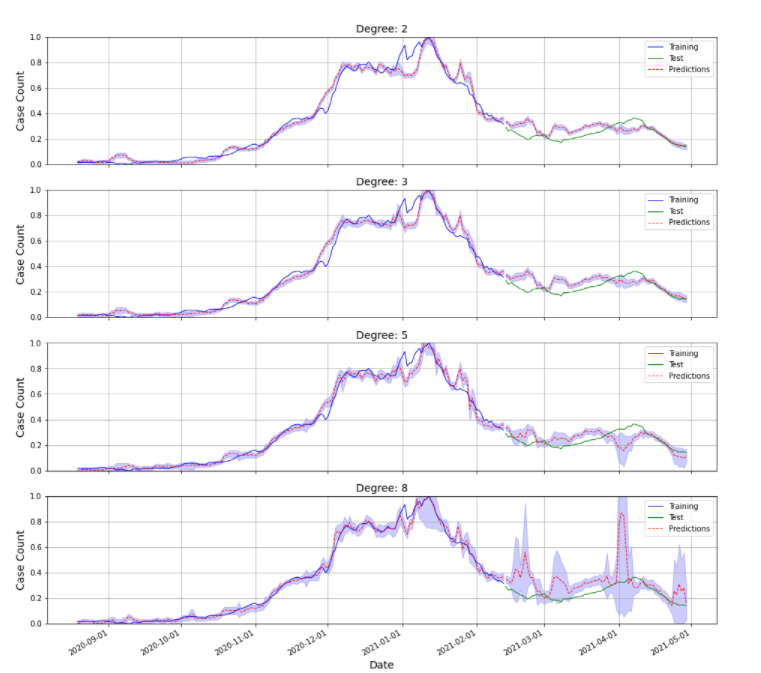 Degree: 2
1.0
0.8
0.6
0.4
0.2
0.0
Case Count
Training
Test
Predictions
Degree: 3
1.0
0.8
0.6
0.4
0.2
0.0
Case Count
Training
Test
Predictions
Degree: 5
1.0
0.8
0.6
0.4
0.2
0.0
Case Count
Training
Test
Predictions
Degree: 8
1.0
0.8
0.6
0.4
0.2
0.0
Case Count
Training
Test
Predictions
2020-09-01
2020-10-01
2020-11-01
2020-12-01
2021-01-01
2021-02-01
2021-03-01
2021-04-01
2021-05-01
Date